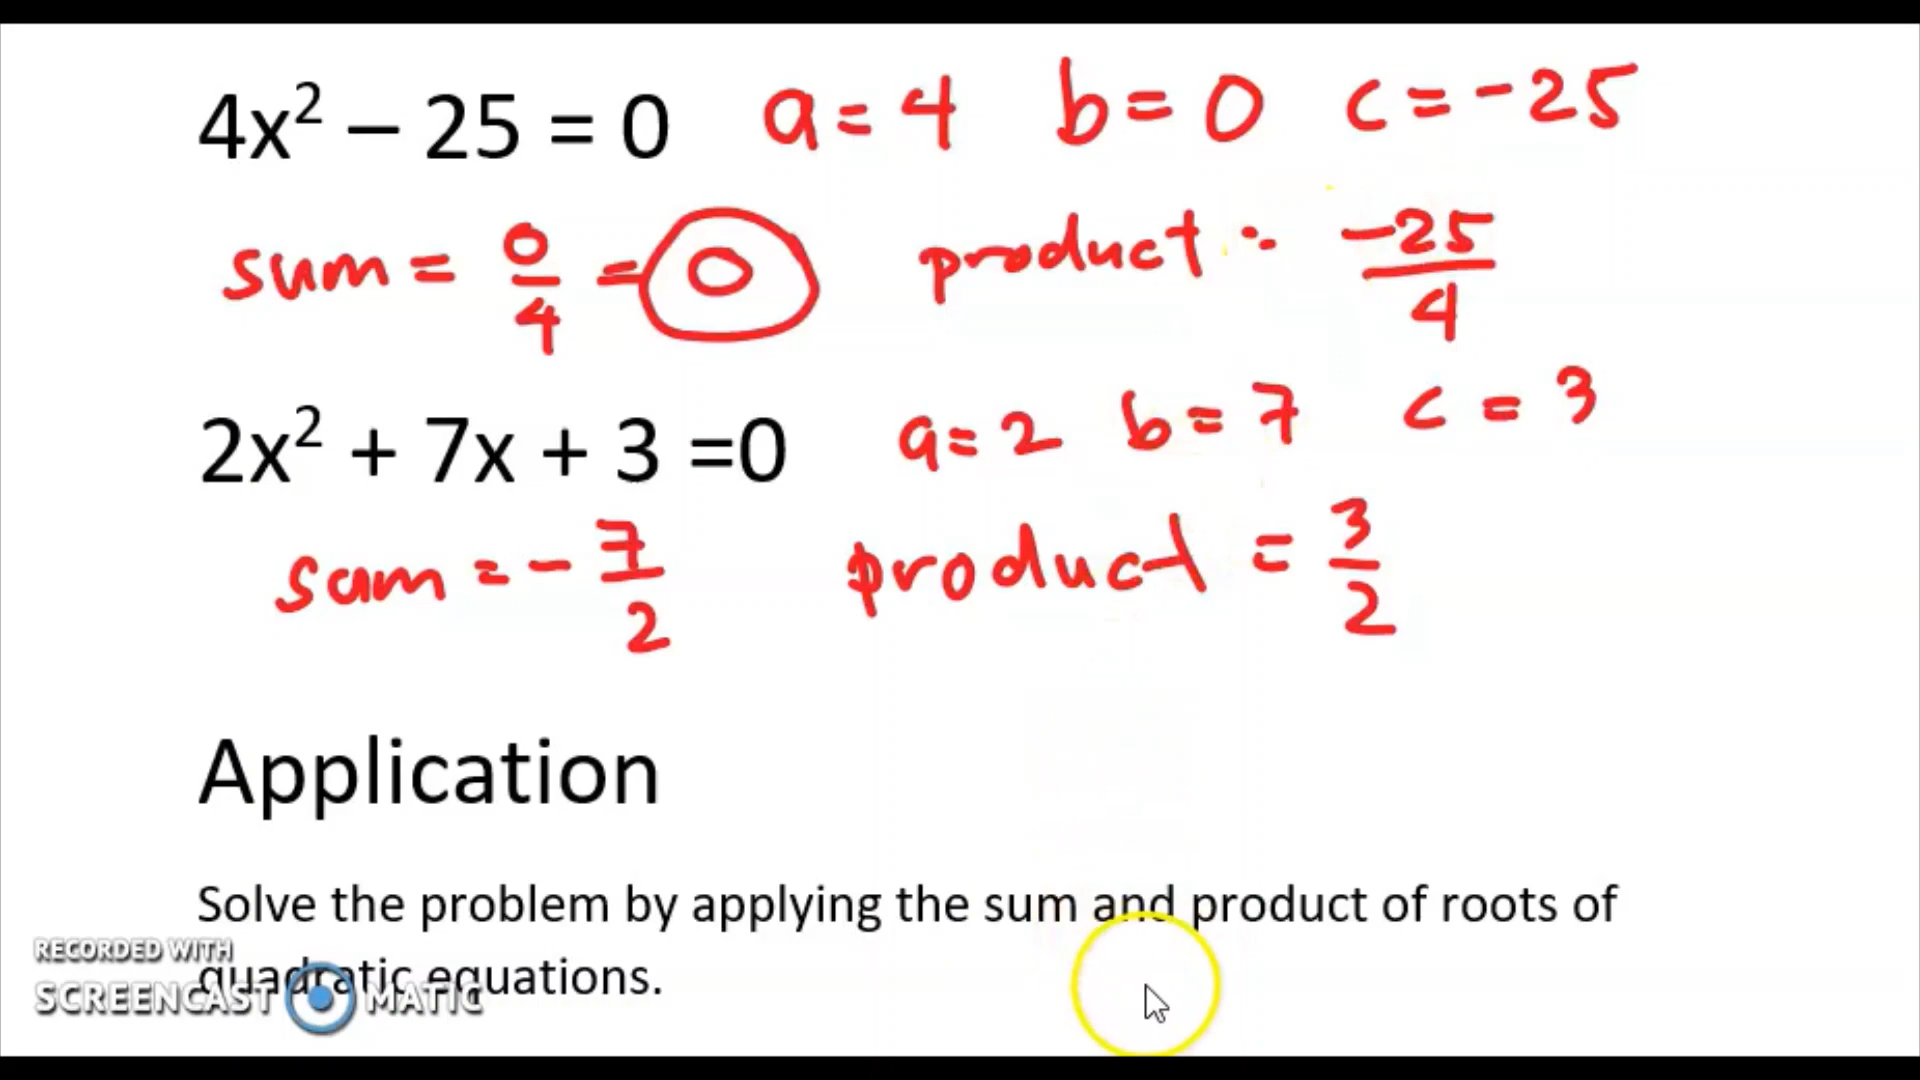 4x² – 25 = 0 a = 4 b = 0 c = -25
sum = 0/4 = 0 product = -25/4
2x² + 7x + 3 =0 a = 2 b = 7 c = 3
sum = - 7/2 product = 3/2
Application
Solve the problem by applying the sum and product of roots of
quadratic equations.
RECORDED WITH
SCREENCAST MATIC